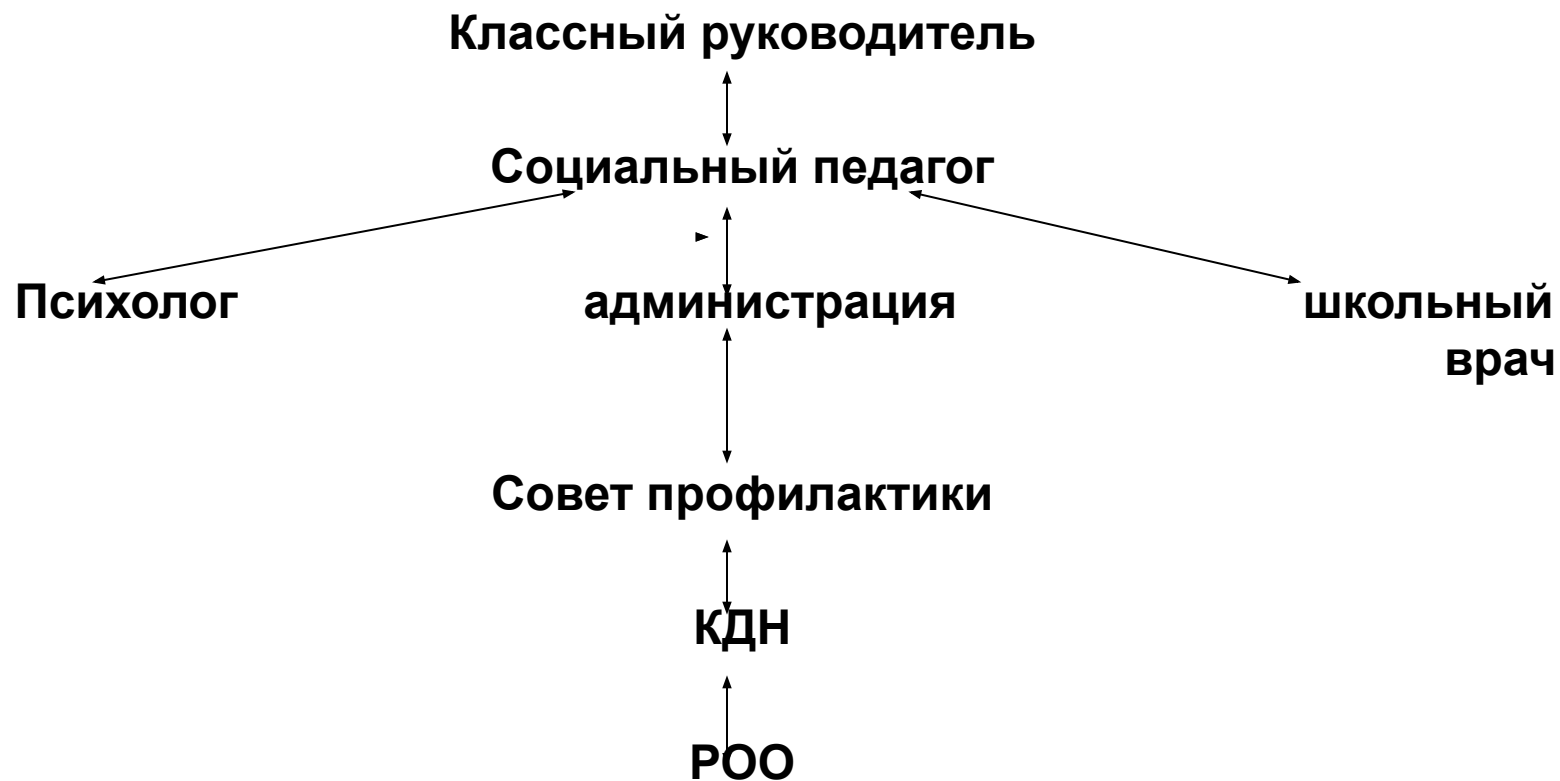 Классный руководитель
Социальный педагог
Психолог администрация школьный
врач
Совет профилактики
КДН
РОО